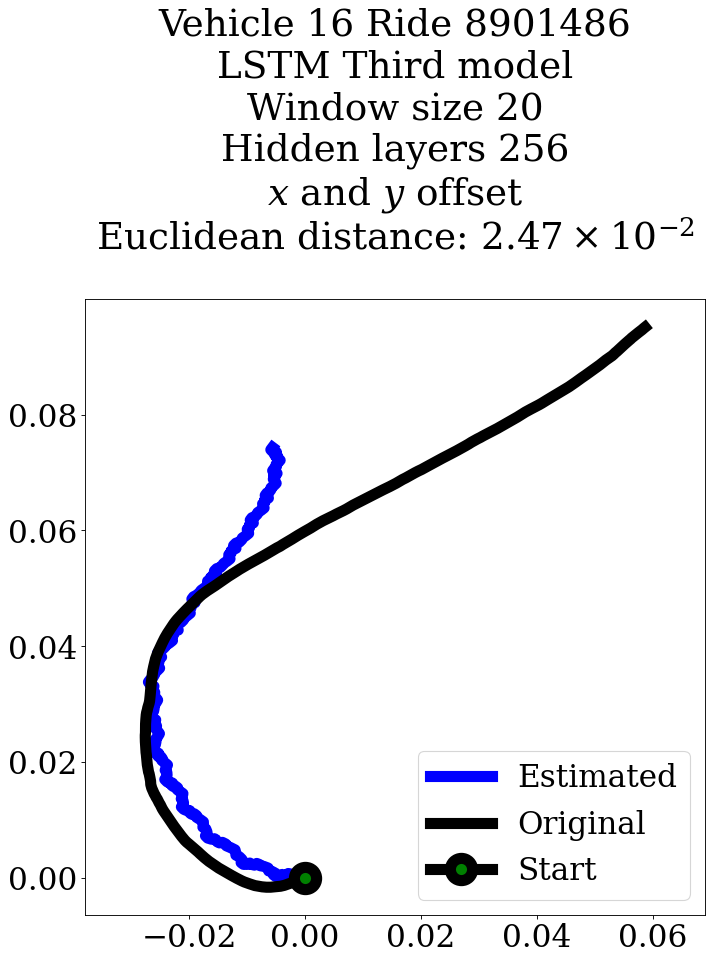 Vehicle 16 Ride 8901486
LSTM Third model
Window size 20
Hidden layers 256
x and y offset
Euclidean distance: 2.47 × 10⁻²
0.08
0.06
0.04
0.02
0.00
Estimated
Original
Start
−0.02 0.00 0.02 0.04 0.06